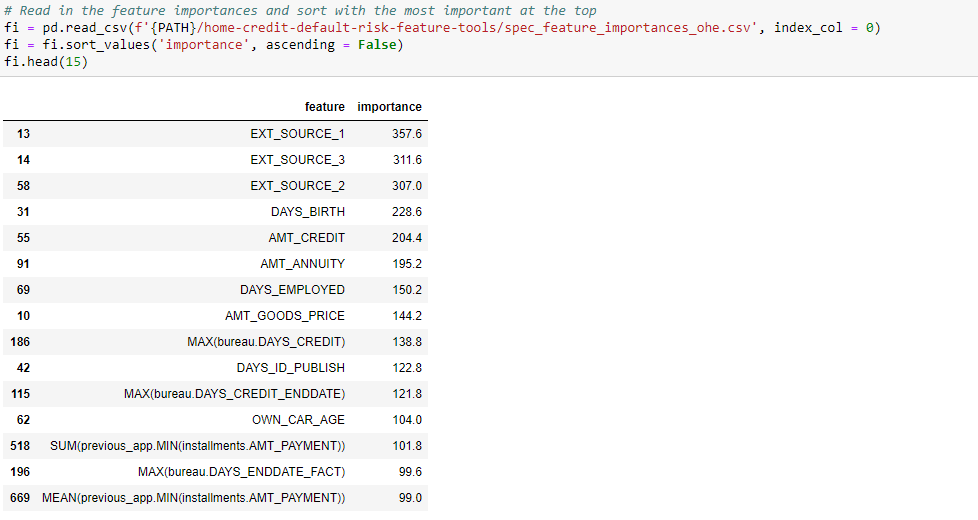 # Read in the feature importances and sort with the most important at the top
fi = pd.read_csv(f'{PATH}/home-credit-default-risk-feature-tools/spec_feature_importances_ohe.csv', index_col = 0)
fi = fi.sort_values('importance', ascending = False)
fi.head(15)
feature importance
13 EXT_SOURCE_1 357.6
14 EXT_SOURCE_3 311.6
58 EXT_SOURCE_2 307.0
31 DAYS_BIRTH 228.6
55 AMT_CREDIT 204.4
91 AMT_ANNUITY 195.2
69 DAYS_EMPLOYED 150.2
10 AMT_GOODS_PRICE 144.2
186 MAX(bureau.DAYS_CREDIT) 138.8
42 DAYS_ID_PUBLISH 122.8
115 MAX(bureau.DAYS_CREDIT_ENDDATE) 121.8
62 OWN_CAR_AGE 104.0
518 SUM(previous_app.MIN(installments.AMT_PAYMENT)) 101.8
196 MAX(bureau.DAYS_ENDDATE_FACT) 99.6
669 MEAN(previous_app.MIN(installments.AMT_PAYMENT)) 99.0